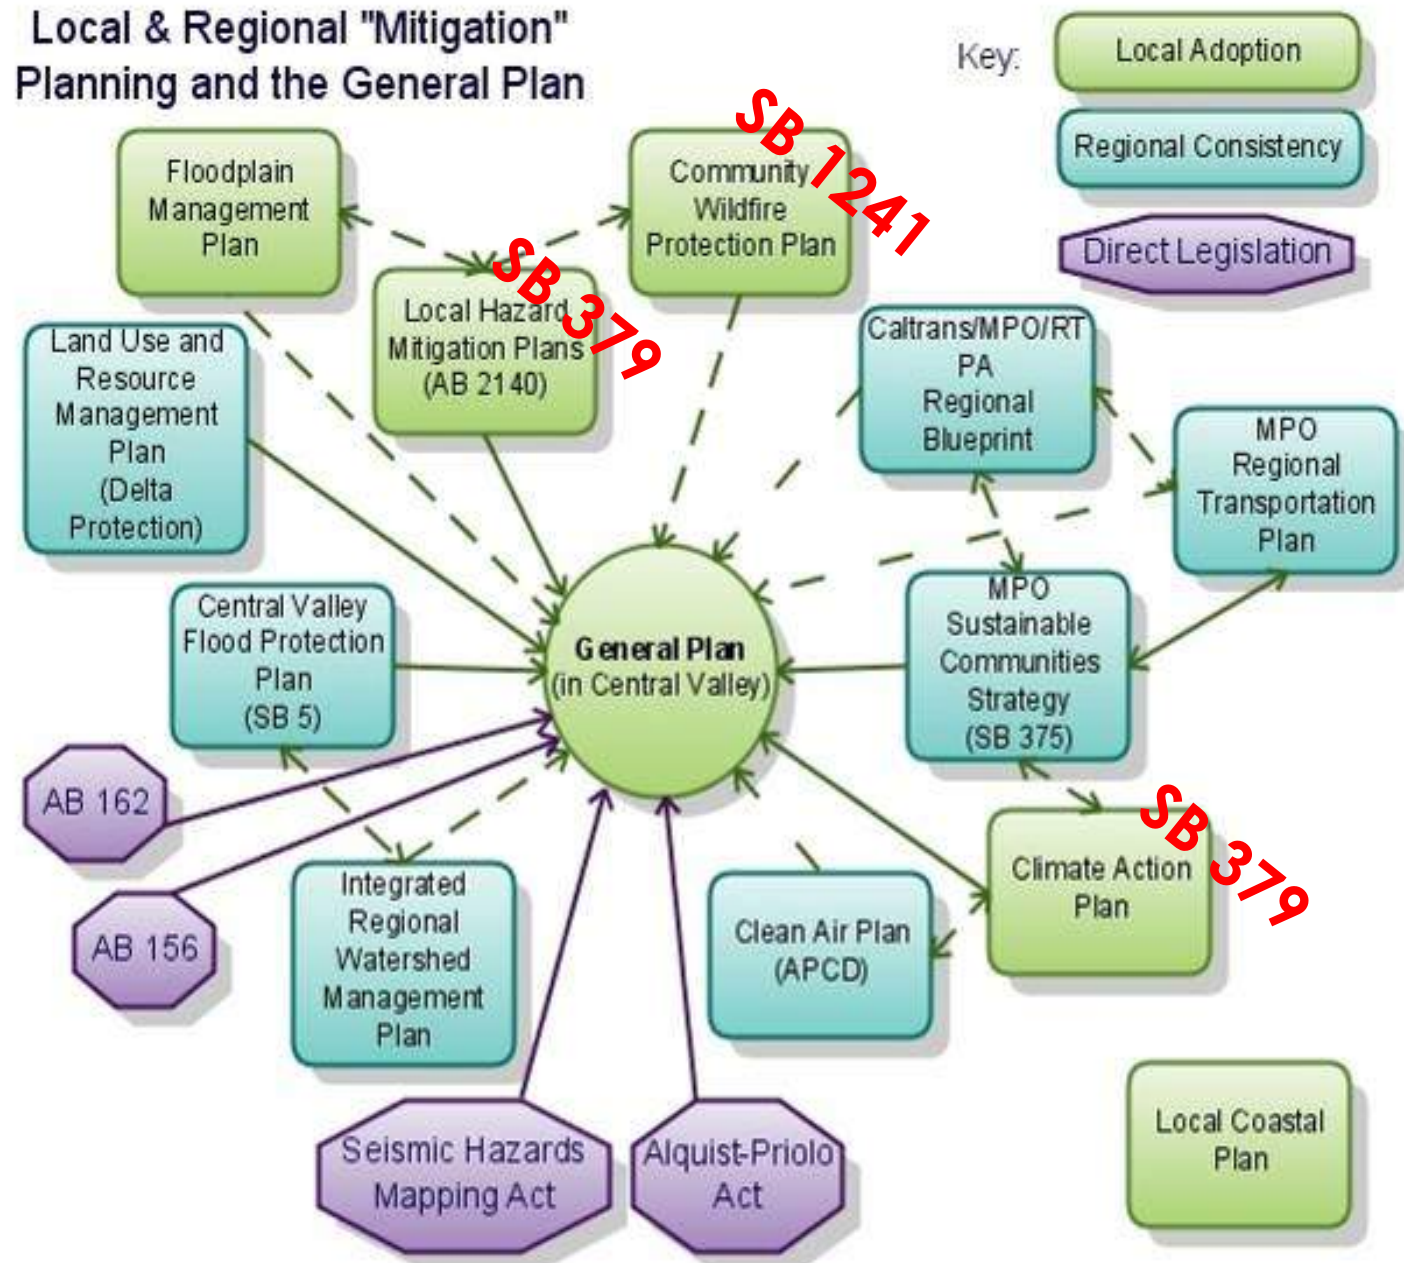 Local & Regional "Mitigation"
Planning and the General Plan
Key:
Local Adoption
Regional Consistency
Direct Legislation
Floodplain
Management
Plan
SB 1241
Community
Wildfire
Protection Plan
SB 379
Local Hazard
Mitigation Plans
(AB 2140)
Land Use and
Resource
Management
Plan
(Delta
Protection)
Caltrans/MPO/RT
PA
Regional
Blueprint
MPO
Regional
Transportation
Plan
Central Valley
Flood Protection
Plan
(SB 5)
General Plan
(in Central Valley)
MPO
Sustainable
Communities
Strategy
(SB 375)
AB 162
AB 156
Integrated
Regional
Watershed
Management
Plan
Clean Air Plan
(APCD)
SB 379
Climate Action
Plan
Seismic Hazards
Mapping Act
Alquist-Priolo
Act
Local Coastal
Plan